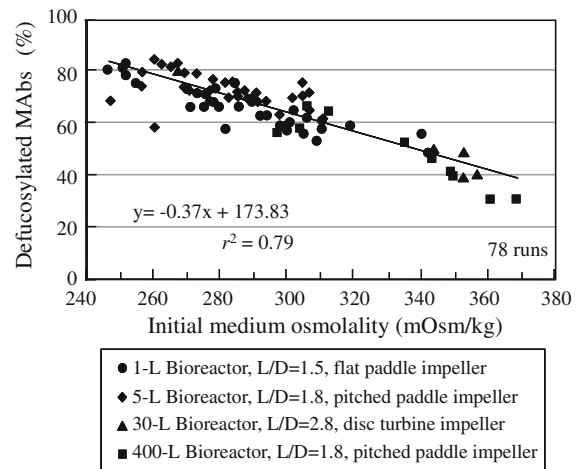 100
80
60
40
20
0
Defucosylated MAbs (%)
y= -0.37x + 173.83
r² = 0.79
78 runs
240 260 280 300 320 340 360 380
Initial medium osmolality (mOsm/kg)
1-L Bioreactor, L/D=1.5, flat paddle impeller
5-L Bioreactor, L/D=1.8, pitched paddle impeller
30-L Bioreactor, L/D=2.8, disc turbine impeller
400-L Bioreactor, L/D=1.8, pitched paddle impeller